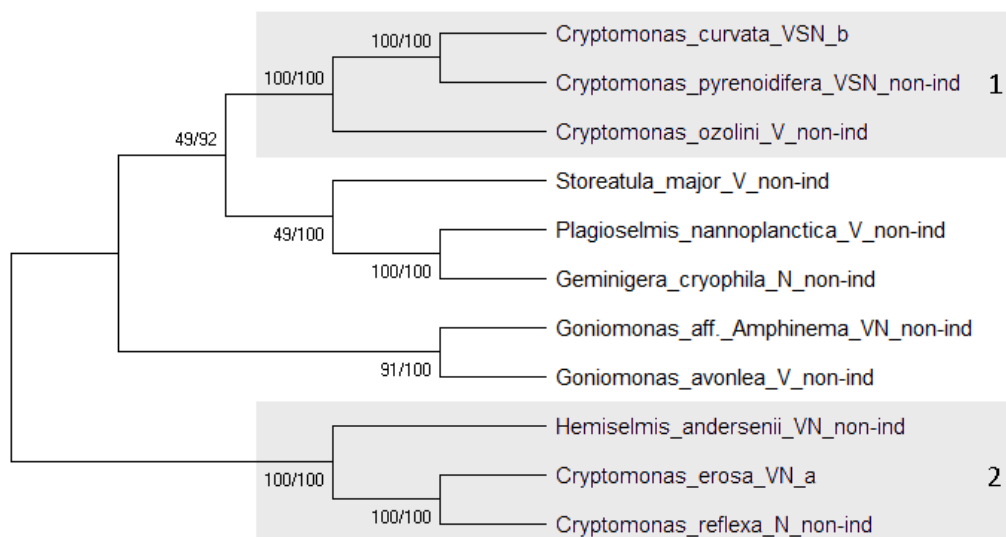 100/100
Cryptomonas_curvata_VSN_b
100/100
Cryptomonas_pyrenoidifera_VSN_non-ind 1
49/92
Cryptomonas_ozolini_V_non-ind
Storeatula_major_V_non-ind
49/100
Plagioselmis_nannoplanctica_V_non-ind
100/100
Geminigera_cryophila_N_non-ind
Goniomonas_aff._Amphinema_VN_non-ind
91/100
Goniomonas_avonlea_V_non-ind
Hemiselmis_andersenii_VN_non-ind
100/100
Cryptomonas_erosa_VN_a 2
100/100
Cryptomonas_reflexa_N_non-ind